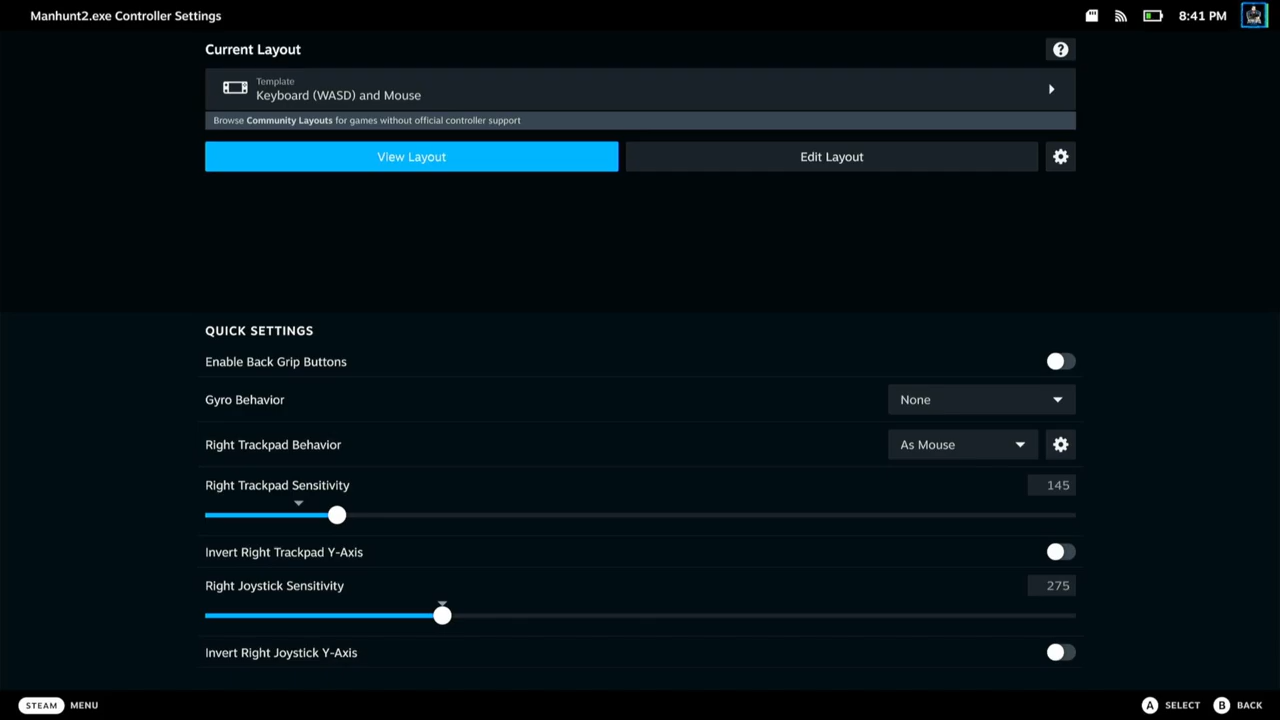 Manhunt2.exe Controller Settings
8:41 PM
Current Layout
?
Template
Keyboard (WASD) and Mouse
Browse Community Layouts for games without official controller support
View Layout
Edit Layout
QUICK SETTINGS
Enable Back Grip Buttons
Gyro Behavior
None
Right Trackpad Behavior
As Mouse
Right Trackpad Sensitivity
145
Invert Right Trackpad Y-Axis
Right Joystick Sensitivity
275
Invert Right Joystick Y-Axis
STEAM MENU
A SELECT B BACK